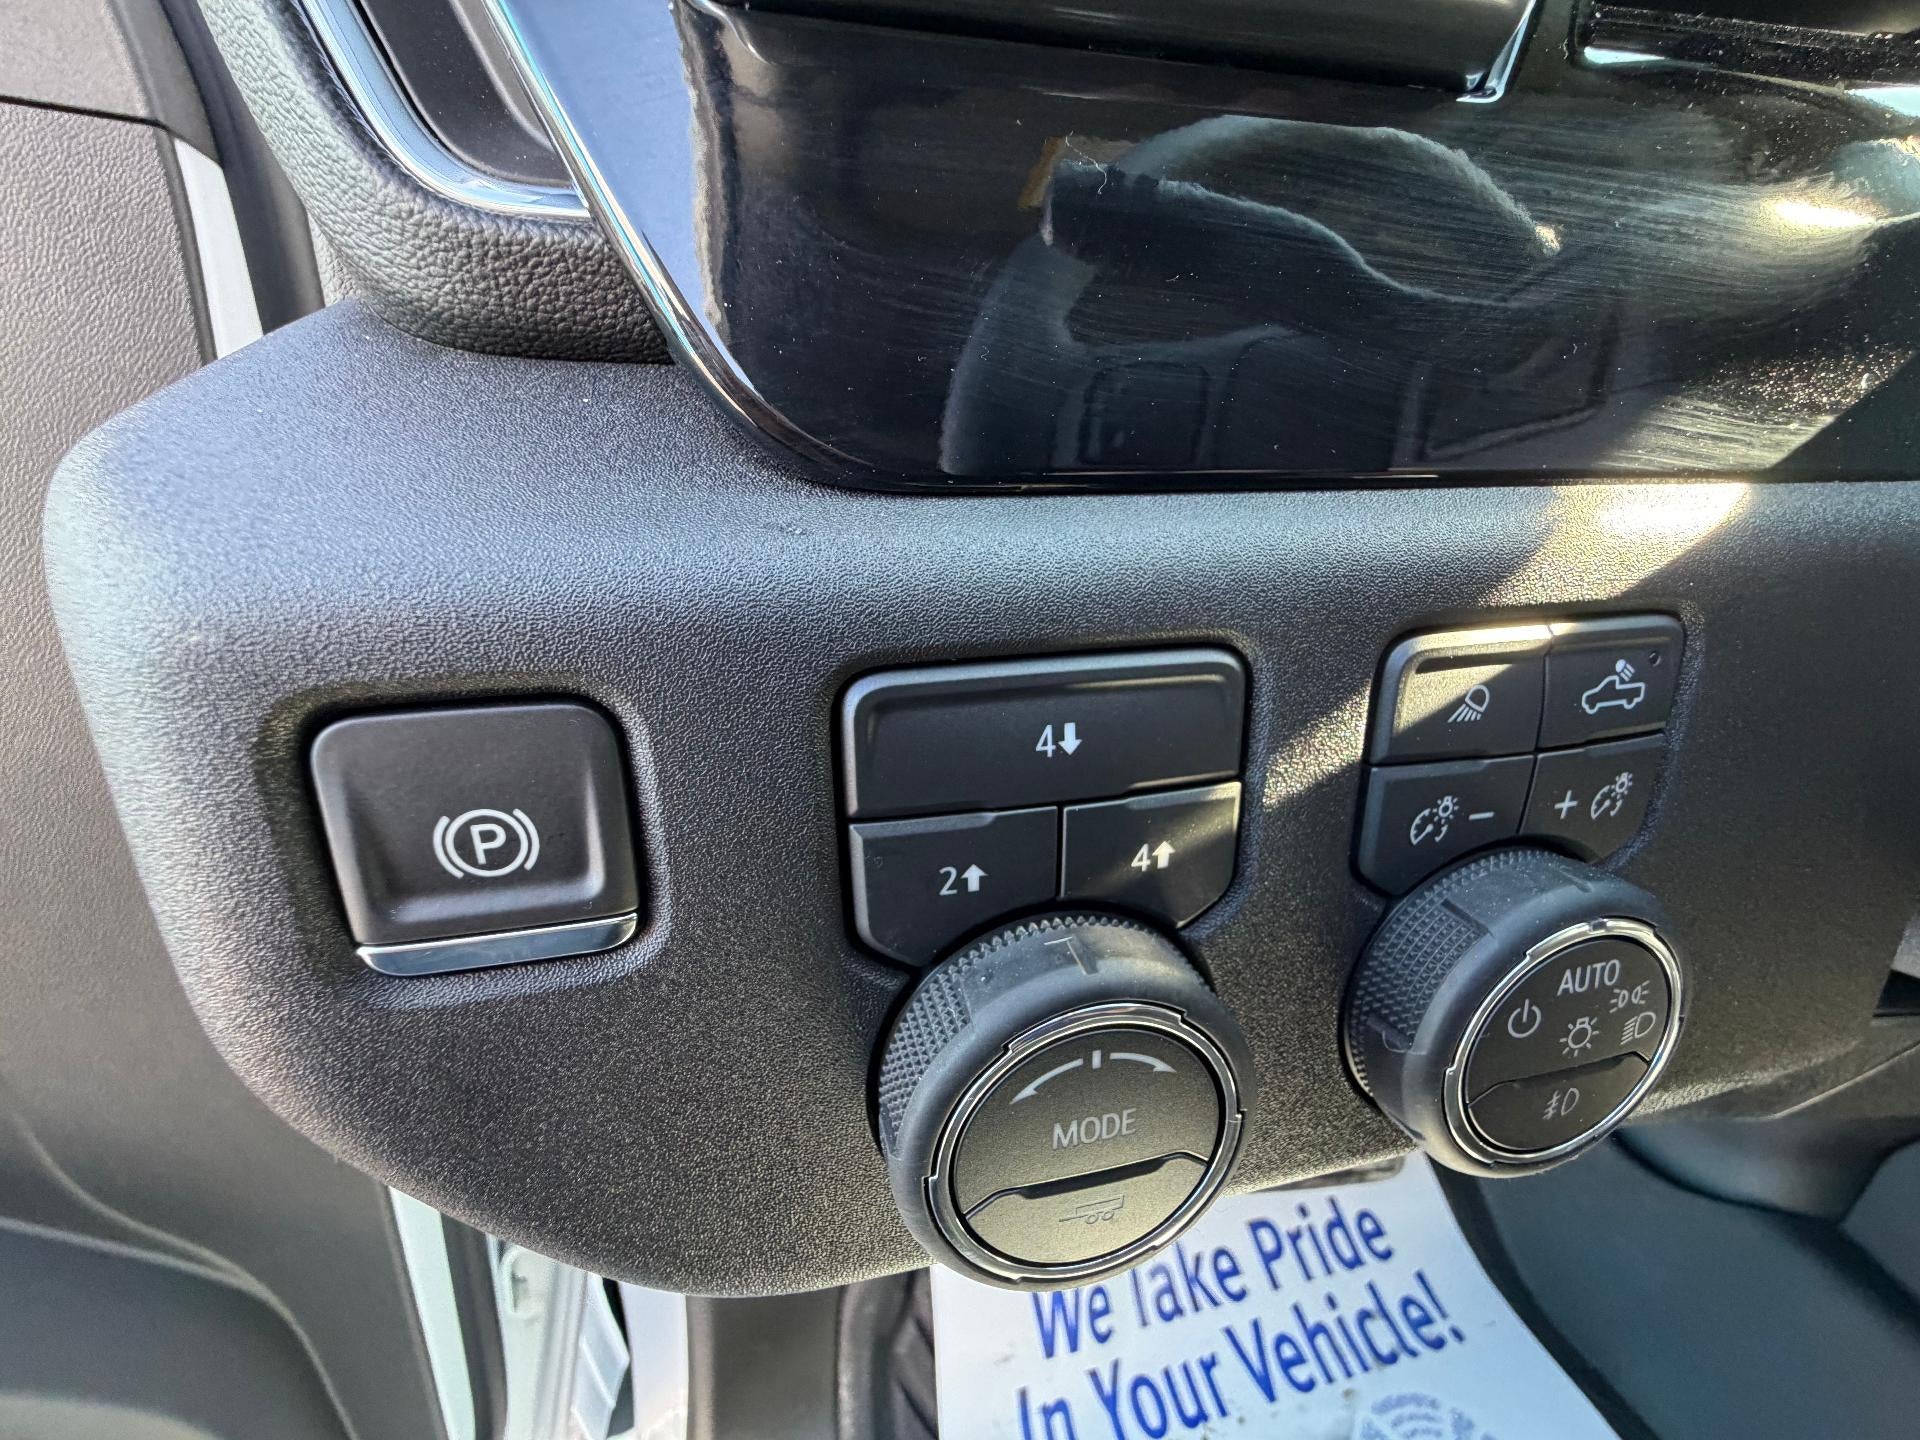 4
2
4
P
AUTO
MODE
We Take Pride
In Your Vehicle!